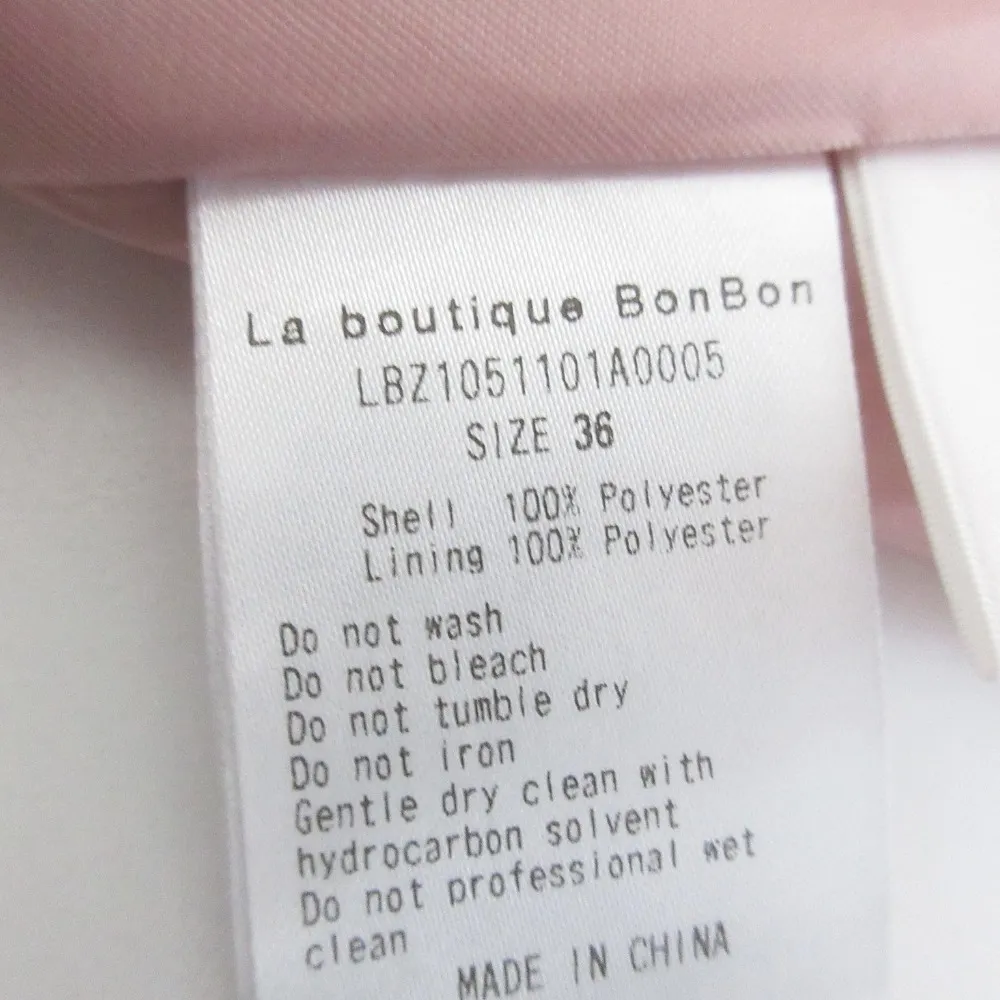 La boutique BonBon
LBZ1051101A0005
SIZE 36
Shell 100% Polyester
Lining 100% Polyester
Do not wash
Do not bleach
Do not tumble dry
Do not iron
Gentle dry clean with
hydrocarbon solvent
Do not professional wet
clean
MADE IN CHINA